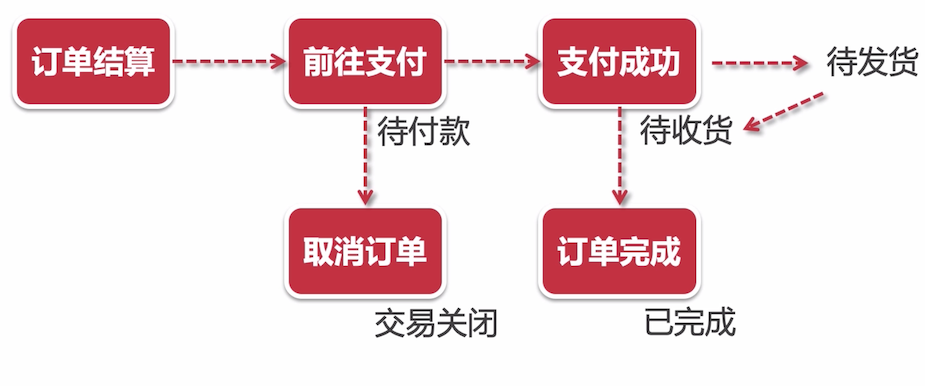 订单结算
前往支付
支付成功
待发货
待付款
待收货
取消订单
订单完成
交易关闭
已完成